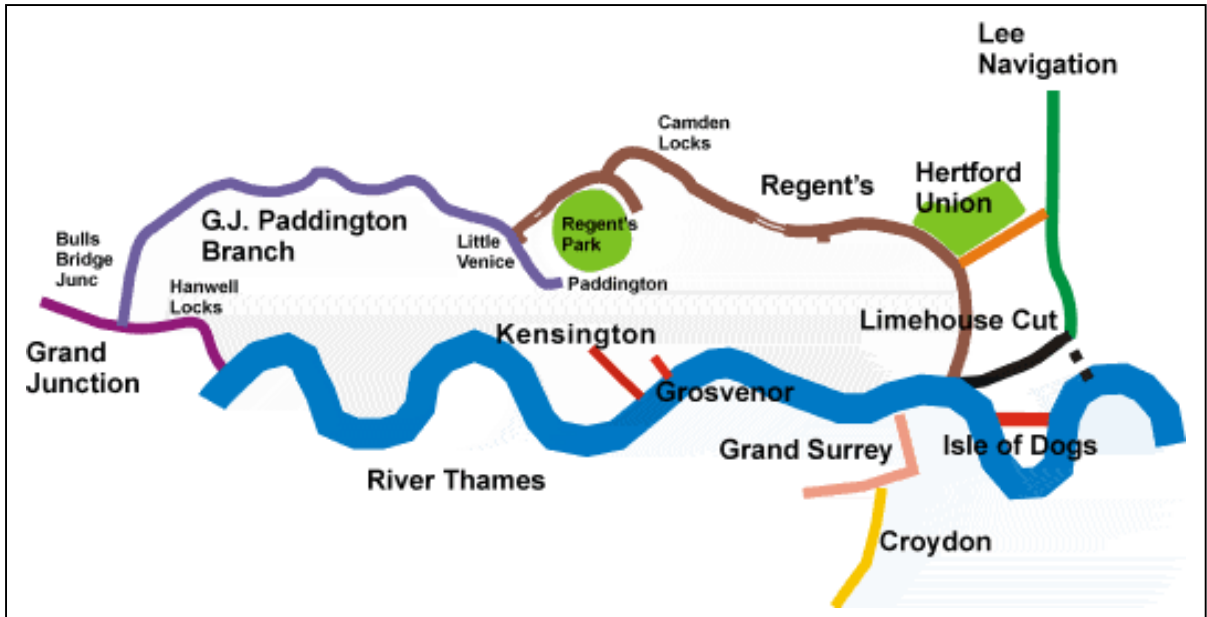 Lee
Navigation
Camden
Locks
Regent's
Hertford
Union
G.J. Paddington
Branch
Regent's
Park
Bulls
Bridge
Junc
Little
Venice
Hanwell
Locks
Paddington
Limehouse Cut
Kensington
Grand
Junction
Grosvenor
Grand Surrey
Isle of Dogs
River Thames
Croydon